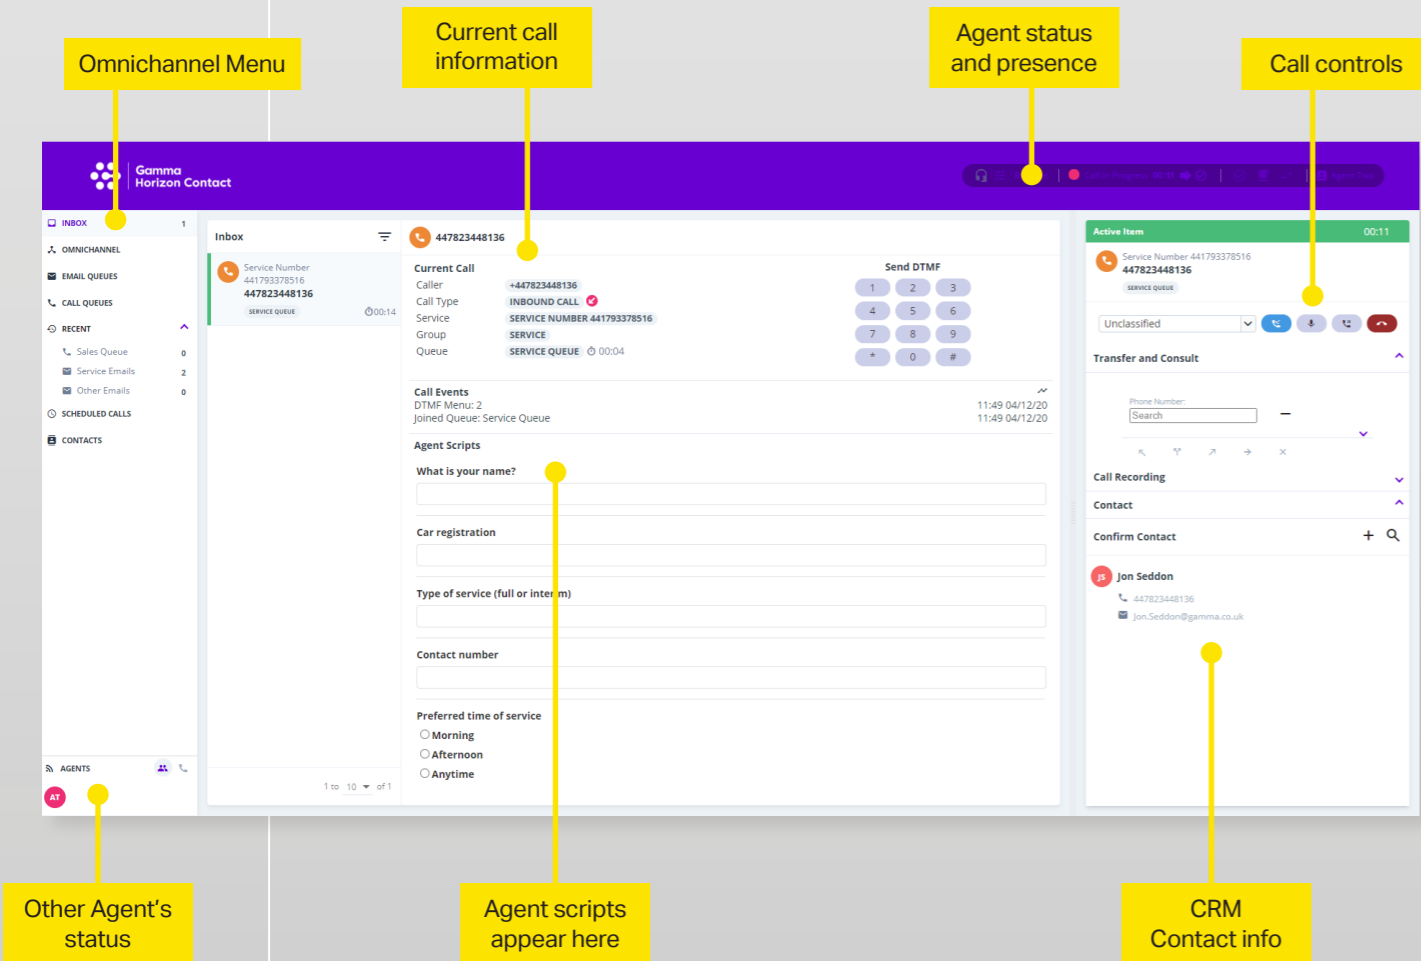 Current call
information
Agent status
and presence
Omnichannel Menu
Call controls
Gamma
Horizon Contact
INBOX 1
OMNICHANNEL
EMAIL QUEUES
CALL QUEUES
RECENT
Sales Queue 0
Service Emails 2
Other Emails 0
SCHEDULED CALLS
CONTACTS
AGENTS
AT
Inbox
Service Number
441793378516
447823448136
SERVICE QUEUE 00:14
1 to 10 of 1
447823448136
Current Call
Caller +447823448136
Call Type INBOUND CALL
Service SERVICE NUMBER 441793378516
Group SERVICE
Queue SERVICE QUEUE 00:04
Send DTMF
1 2 3
4 5 6
7 8 9
* 0 #
Call Events
DTMF Menu: 2 11:49 04/12/20
Joined Queue: Service Queue 11:49 04/12/20
Agent Scripts
What is your name?
Car registration
Type of service (full or interim)
Contact number
Preferred time of service
Morning
Afternoon
Anytime
Active Item 00:11
Service Number 441793378516
447823448136
SERVICE QUEUE
Unclassified
Transfer and Consult
Phone Number:
Search
Call Recording
Contact
Confirm Contact
JS Jon Seddon
447823448136
Jon.Seddon@gamma.co.uk
Other Agent's
status
Agent scripts
appear here
CRM
Contact info